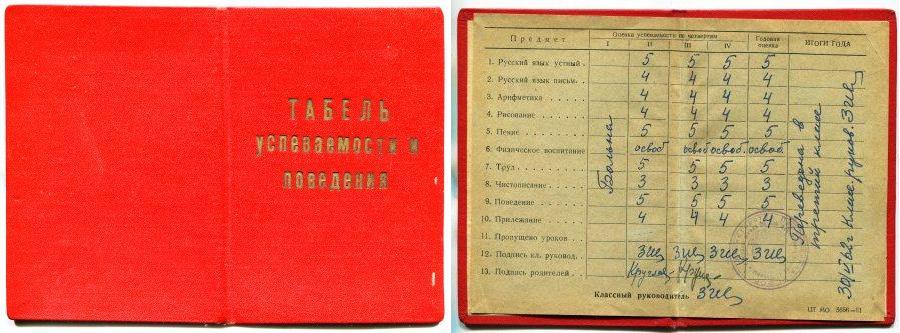 ТАБЕЛЬ
успеваемости и
поведения
Предмет Оценка успеваемости по четвертям Годовая оценка ИТОГИ ГОДА
I II III IV
Больна
1. Русский язык устный 5 5 5 5
2. Русский язык письм. 4 4 4 4
3. Арифметика 4 4 4 4
4. Рисование 4 4 4 4
5. Пение 5 5 5 5
6. Физическое воспитание освоб освоб освоб. освоб.
7. Труд 5 5 5 5
8. Чистописание 3 3 3 3
9. Поведение 5 5 5 5
10. Прилежание 4 4 4 4
11. Пропущено уроков
12. Подпись кл. руковод.
13. Подпись родителей
Классный руководитель
Переведена в
третий класс
УТ МО 3656—61